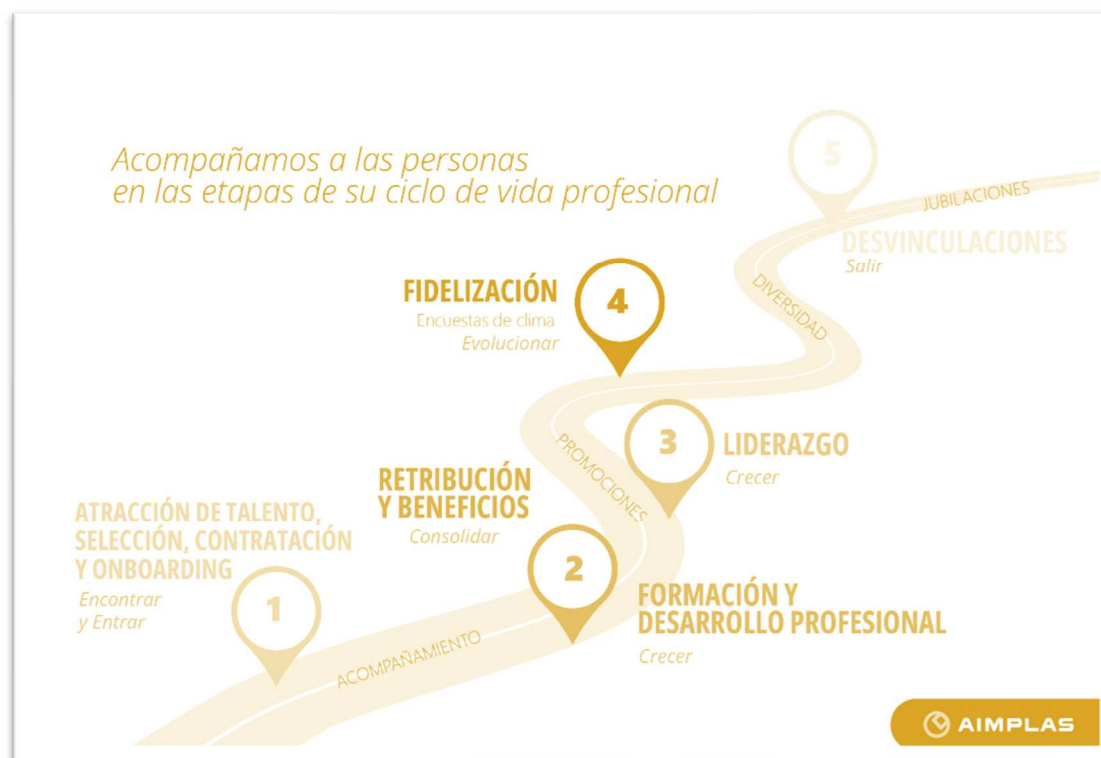 Acompañamos a las personas
en las etapas de su ciclo de vida profesional
5
JUBILACIONES
DESVINCULACIONES
Salir
DIVERSIDAD
FIDELIZACIÓN
Encuestas de clima
Evolucionar
4
3
LIDERAZGO
Crecer
PROMOCIONES
RETRIBUCIÓN
Y BENEFICIOS
Consolidar
2
FORMACIÓN Y
DESARROLLO PROFESIONAL
Crecer
ATRACCIÓN DE TALENTO,
SELECCIÓN, CONTRATACIÓN
Y ONBOARDING
Encontrar
y Entrar
1
ACOMPAÑAMIENTO
AIMPLAS